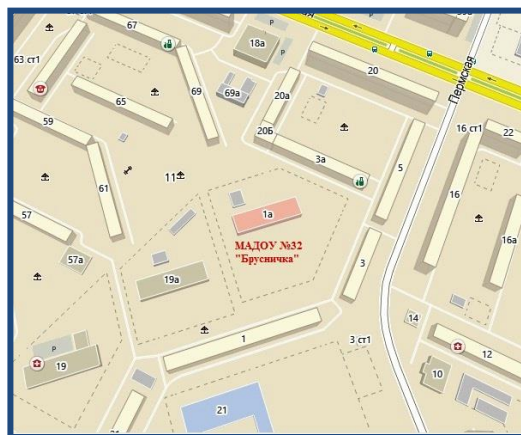 67
P
18а
63 ст1
P
65
69
69а
20
20а
20Б
3а
Пермская
5
16 ст1
22
59
61
11
16
57
1а
МАДОУ №32
"Брусничка"
16а
57а
19а
3
1
3 ст1
14
P
19
12
10
21